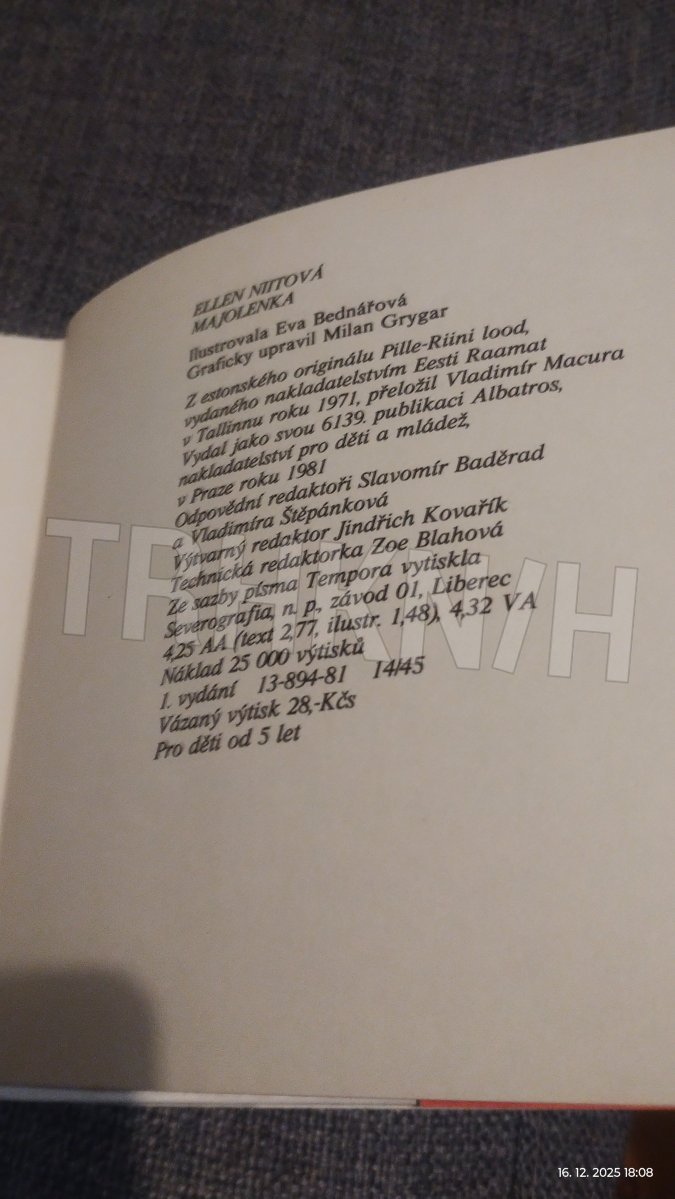 ELLEN NIITOVÁ
MAJOLENKA
Ilustrovala Eva Bednářová
Graficky upravil Milan Grygar
Z estonského originálu Pille-Riini lood,
vydaného nakladatelstvím Eesti Raamat
v Tallinnu roku 1971, přeložil Vladimír Macura
Vydal jako svou 6139. publikaci Albatros,
nakladatelství pro děti a mládež,
v Praze roku 1981
Odpovědní redaktoři Slavomír Baděrad
a Vladimíra Štěpánková
Výtvarný redaktor Jindřich Kovařík
Technická redaktorka Zoe Blahová
Ze sazby písma Tempora vytiskla
Severografia, n. p., závod 01, Liberec
4,25 AA (text 2,77, ilustr. 1,48), 4,32 VA
Náklad 25 000 výtisků
1. vydání 13-894-81 14/45
Vázaný výtisk 28,-Kčs
Pro děti od 5 let
16. 12. 2025 18:08